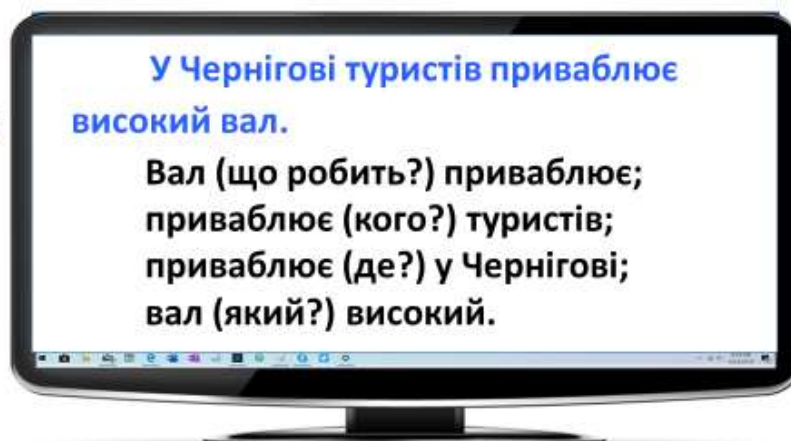 У Чернігові туристів приваблює
високий вал.
Вал (що робить?) приваблює;
приваблює (кого?) туристів;
приваблює (де?) у Чернігові;
вал (який?) високий.